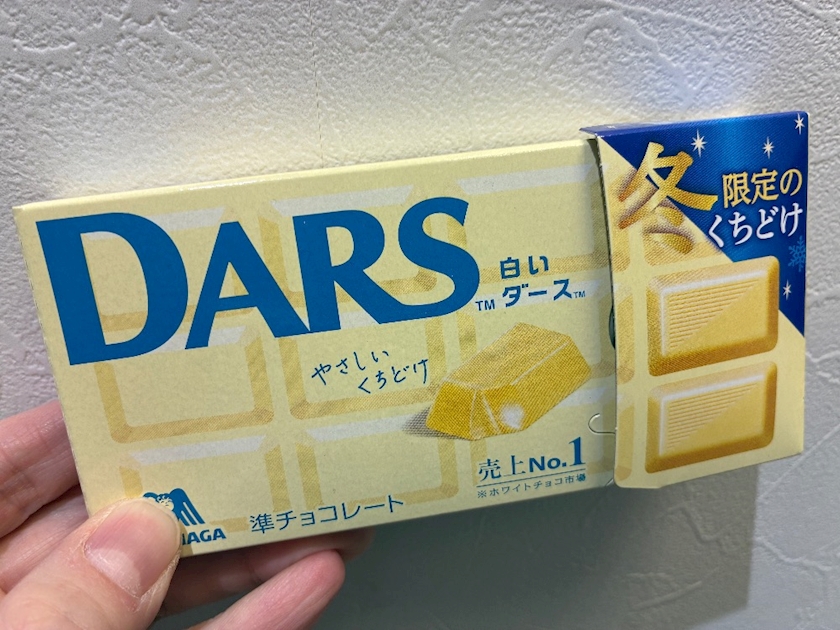 DARS
TM
白い
ダース
TM
やさしい
くちどけ
売上No.1
※ホワイトチョコ市場
準チョコレート
冬
限定の
くちどけ